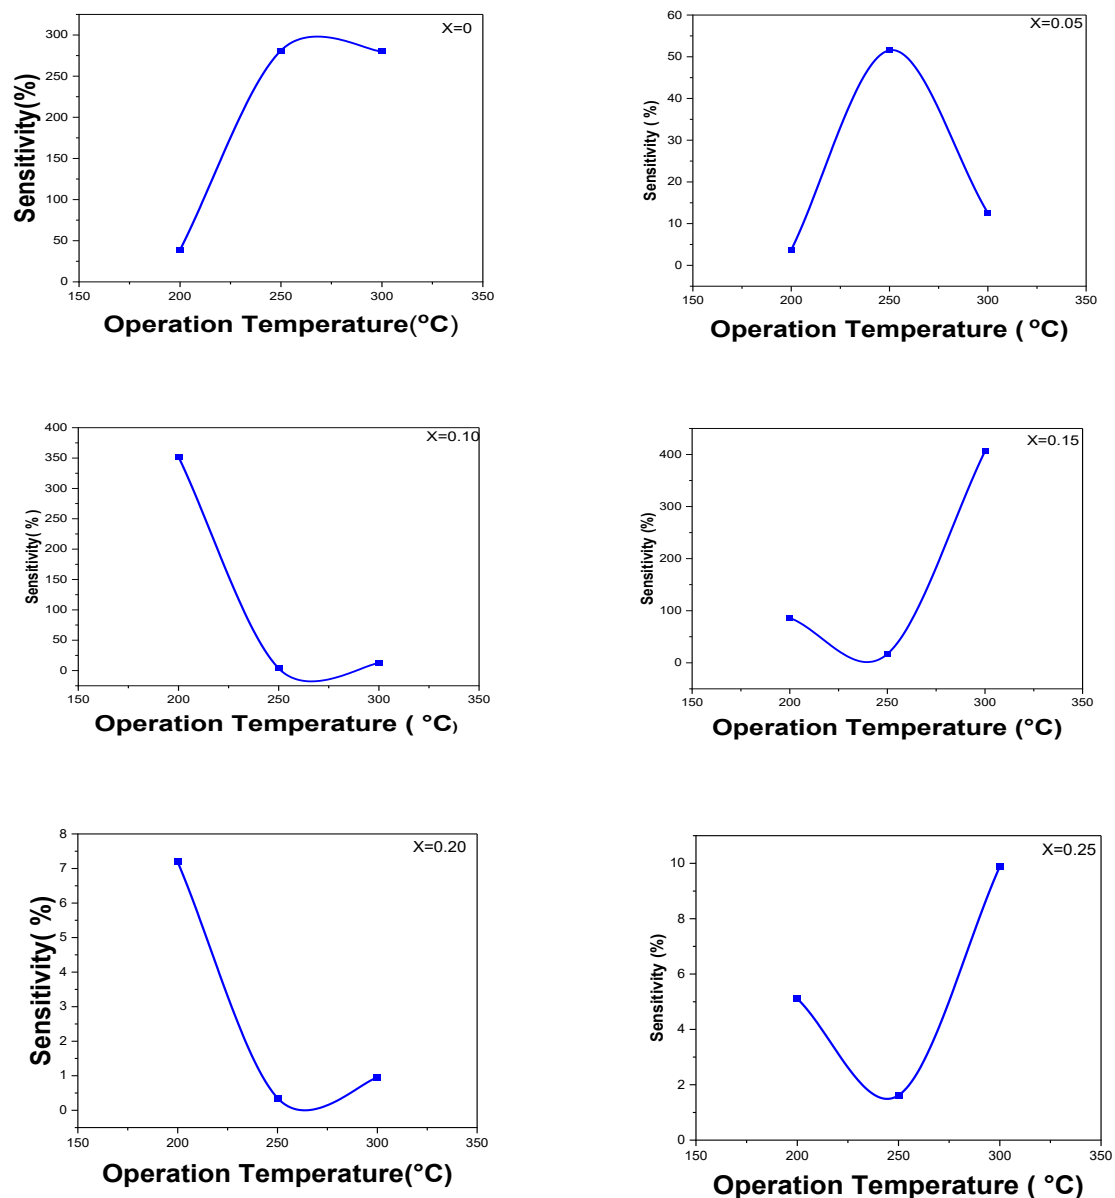 X=0
300
250
200
150
100
50
0
150 200 250 300 350
Sensitivity(%)
Operation Temperature(°C)
X=0.05
60
50
40
30
20
10
0
150 200 250 300 350
Sensitivity ( %)
Operation Temperature ( °C)
X=0.10
400
350
300
250
200
150
100
50
0
150 200 250 300 350
Sensitivity( % )
Operation Temperature ( °C)
X=0.15
400
300
200
100
0
150 200 250 300 350
Sensitivity (%)
Operation Temperature (°C)
X=0.20
8
7
6
5
4
3
2
1
0
150 200 250 300 350
Sensitivity( %)
Operation Temperature(°C)
X=0.25
10
8
6
4
2
0
150 200 250 300 350
Sensitivity (%)
Operation Temperature ( °C)